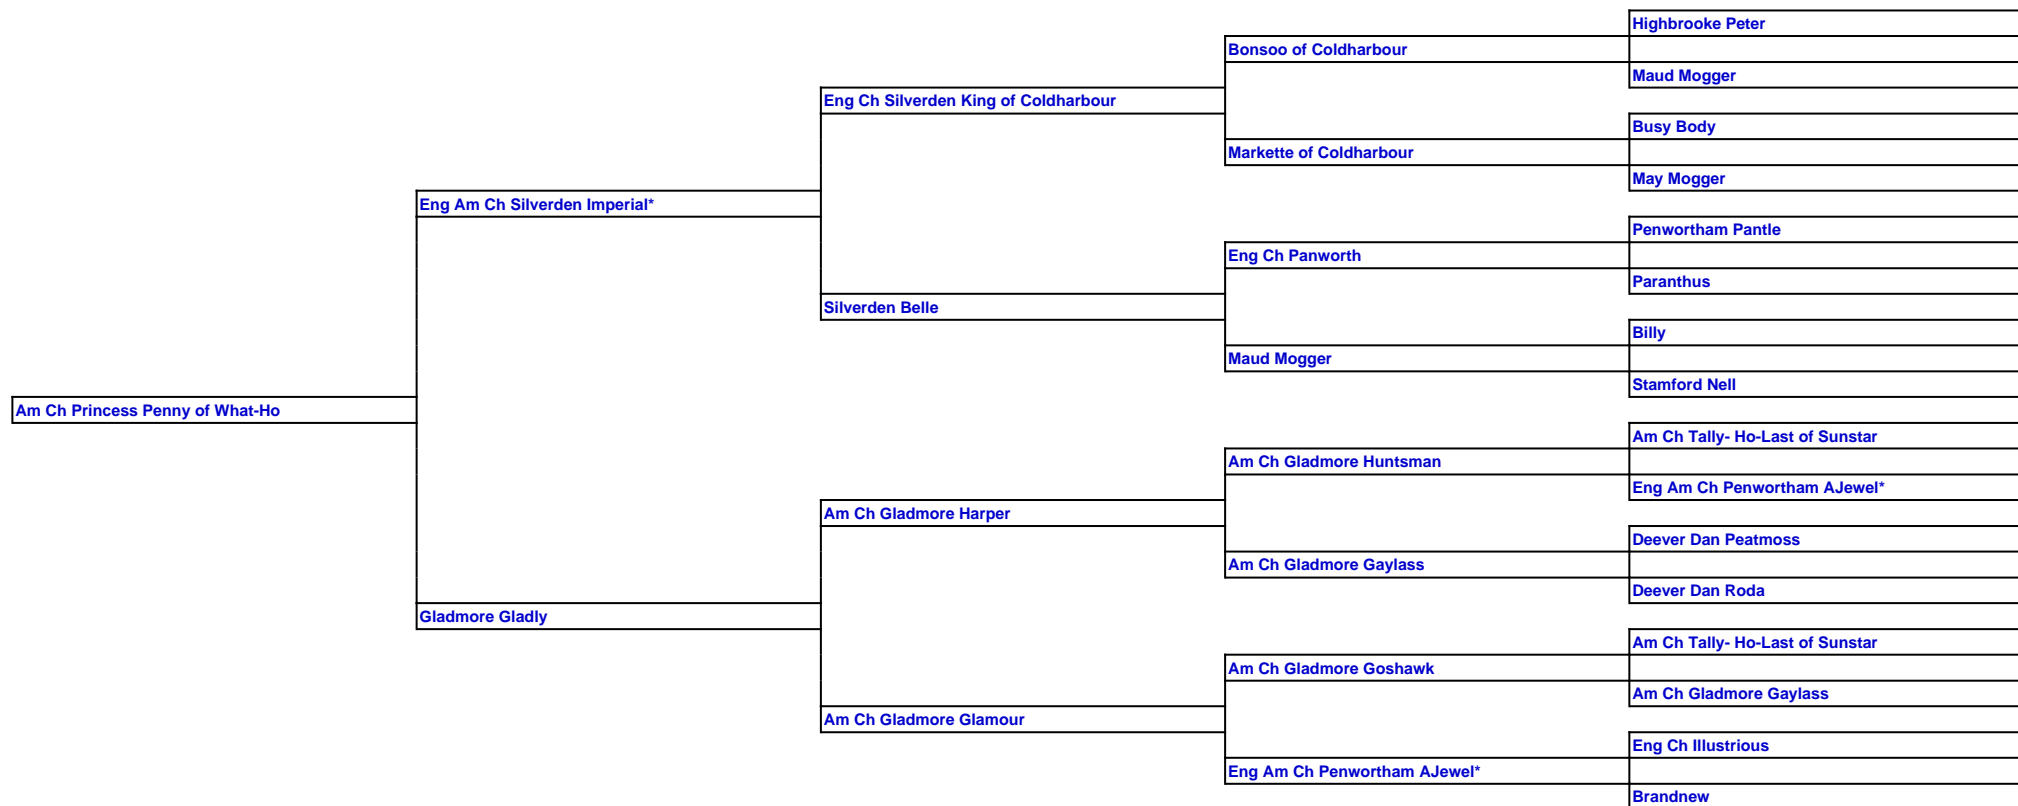 Highbrooke Peter
Bonsoo of Coldharbour
Maud Mogger
Eng Ch Silverden King of Coldharbour
Busy Body
Markette of Coldharbour
May Mogger
Eng Am Ch Silverden Imperial*
Penwortham Pantle
Eng Ch Panworth
Paranthus
Silverden Belle
Billy
Maud Mogger
Stamford Nell
Am Ch Princess Penny of What-Ho
Am Ch Tally- Ho-Last of Sunstar
Am Ch Gladmore Huntsman
Eng Am Ch Penwortham AJewel*
Am Ch Gladmore Harper
Deever Dan Peatmoss
Am Ch Gladmore Gaylass
Deever Dan Roda
Gladmore Gladly
Am Ch Tally- Ho-Last of Sunstar
Am Ch Gladmore Goshawk
Am Ch Gladmore Gaylass
Am Ch Gladmore Glamour
Eng Ch Illustrious
Eng Am Ch Penwortham AJewel*
Brandnew